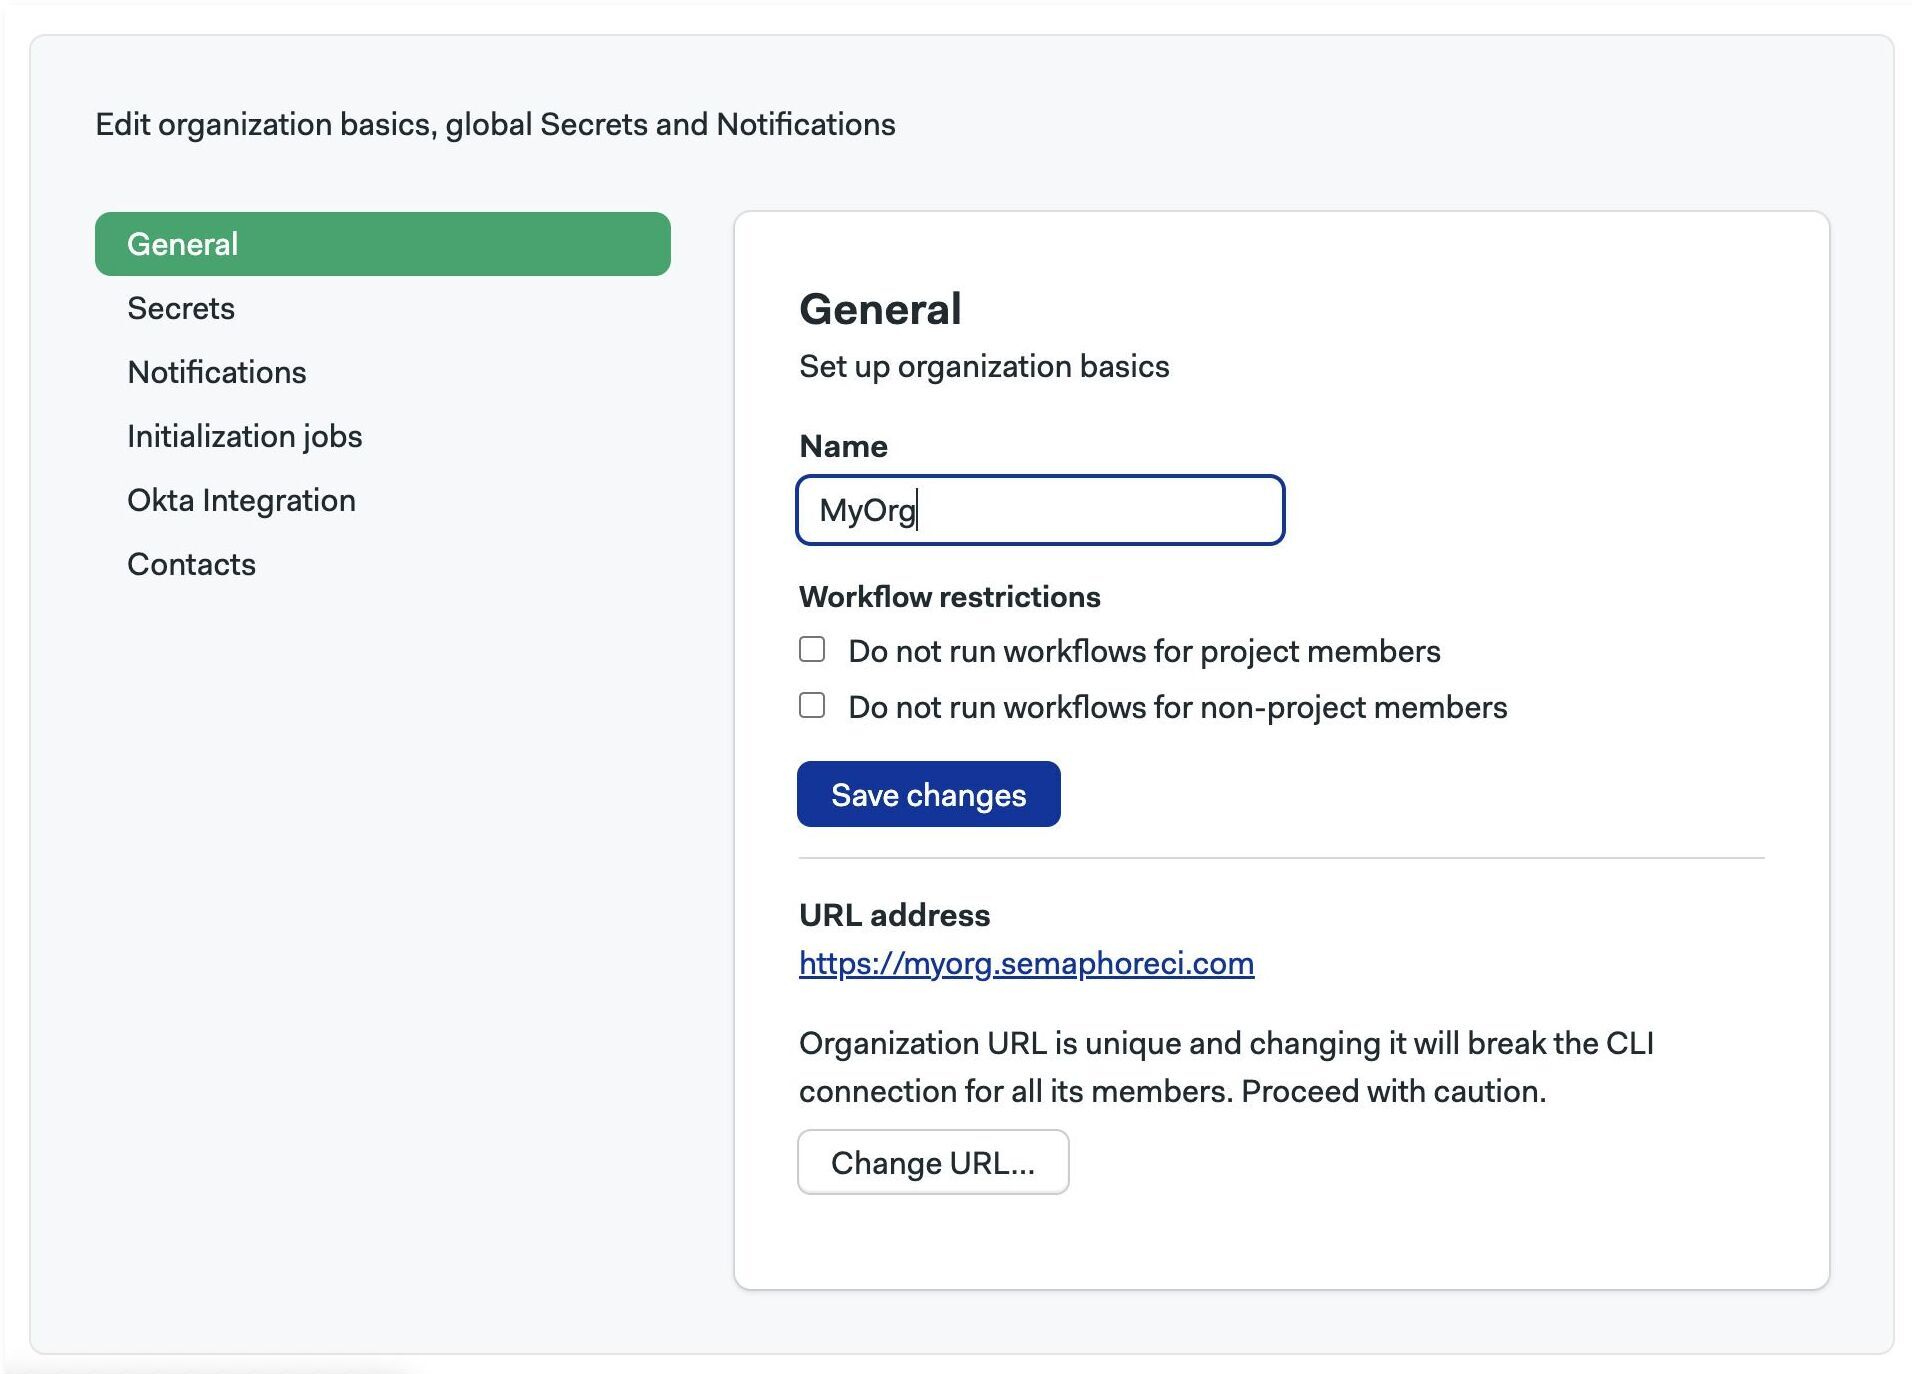 Edit organization basics, global Secrets and Notifications
General
Secrets
Notifications
Initialization jobs
Okta Integration
Contacts
General
Set up organization basics
Name
MyOrg
Workflow restrictions
Do not run workflows for project members
Do not run workflows for non-project members
Save changes
URL address
https://myorg.semaphoreci.com
Organization URL is unique and changing it will break the CLI
connection for all its members. Proceed with caution.
Change URL...